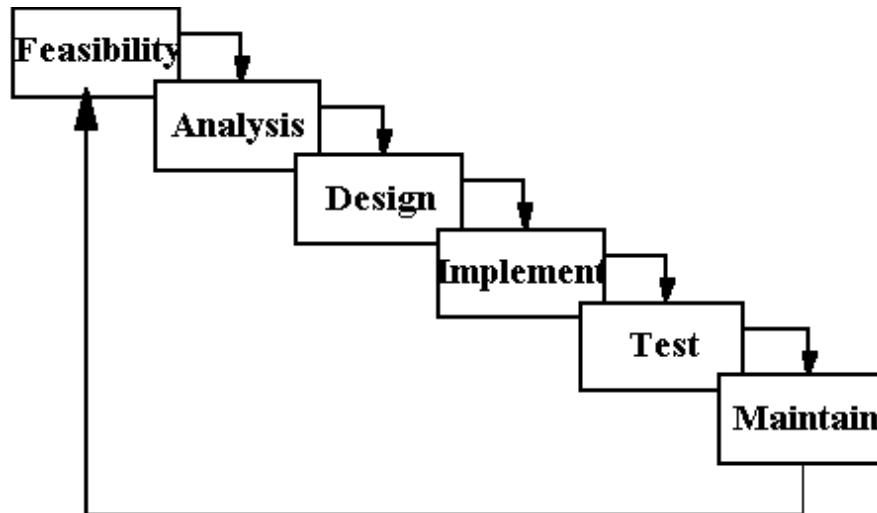 Feasibility
Analysis
Design
Implement
Test
Maintain